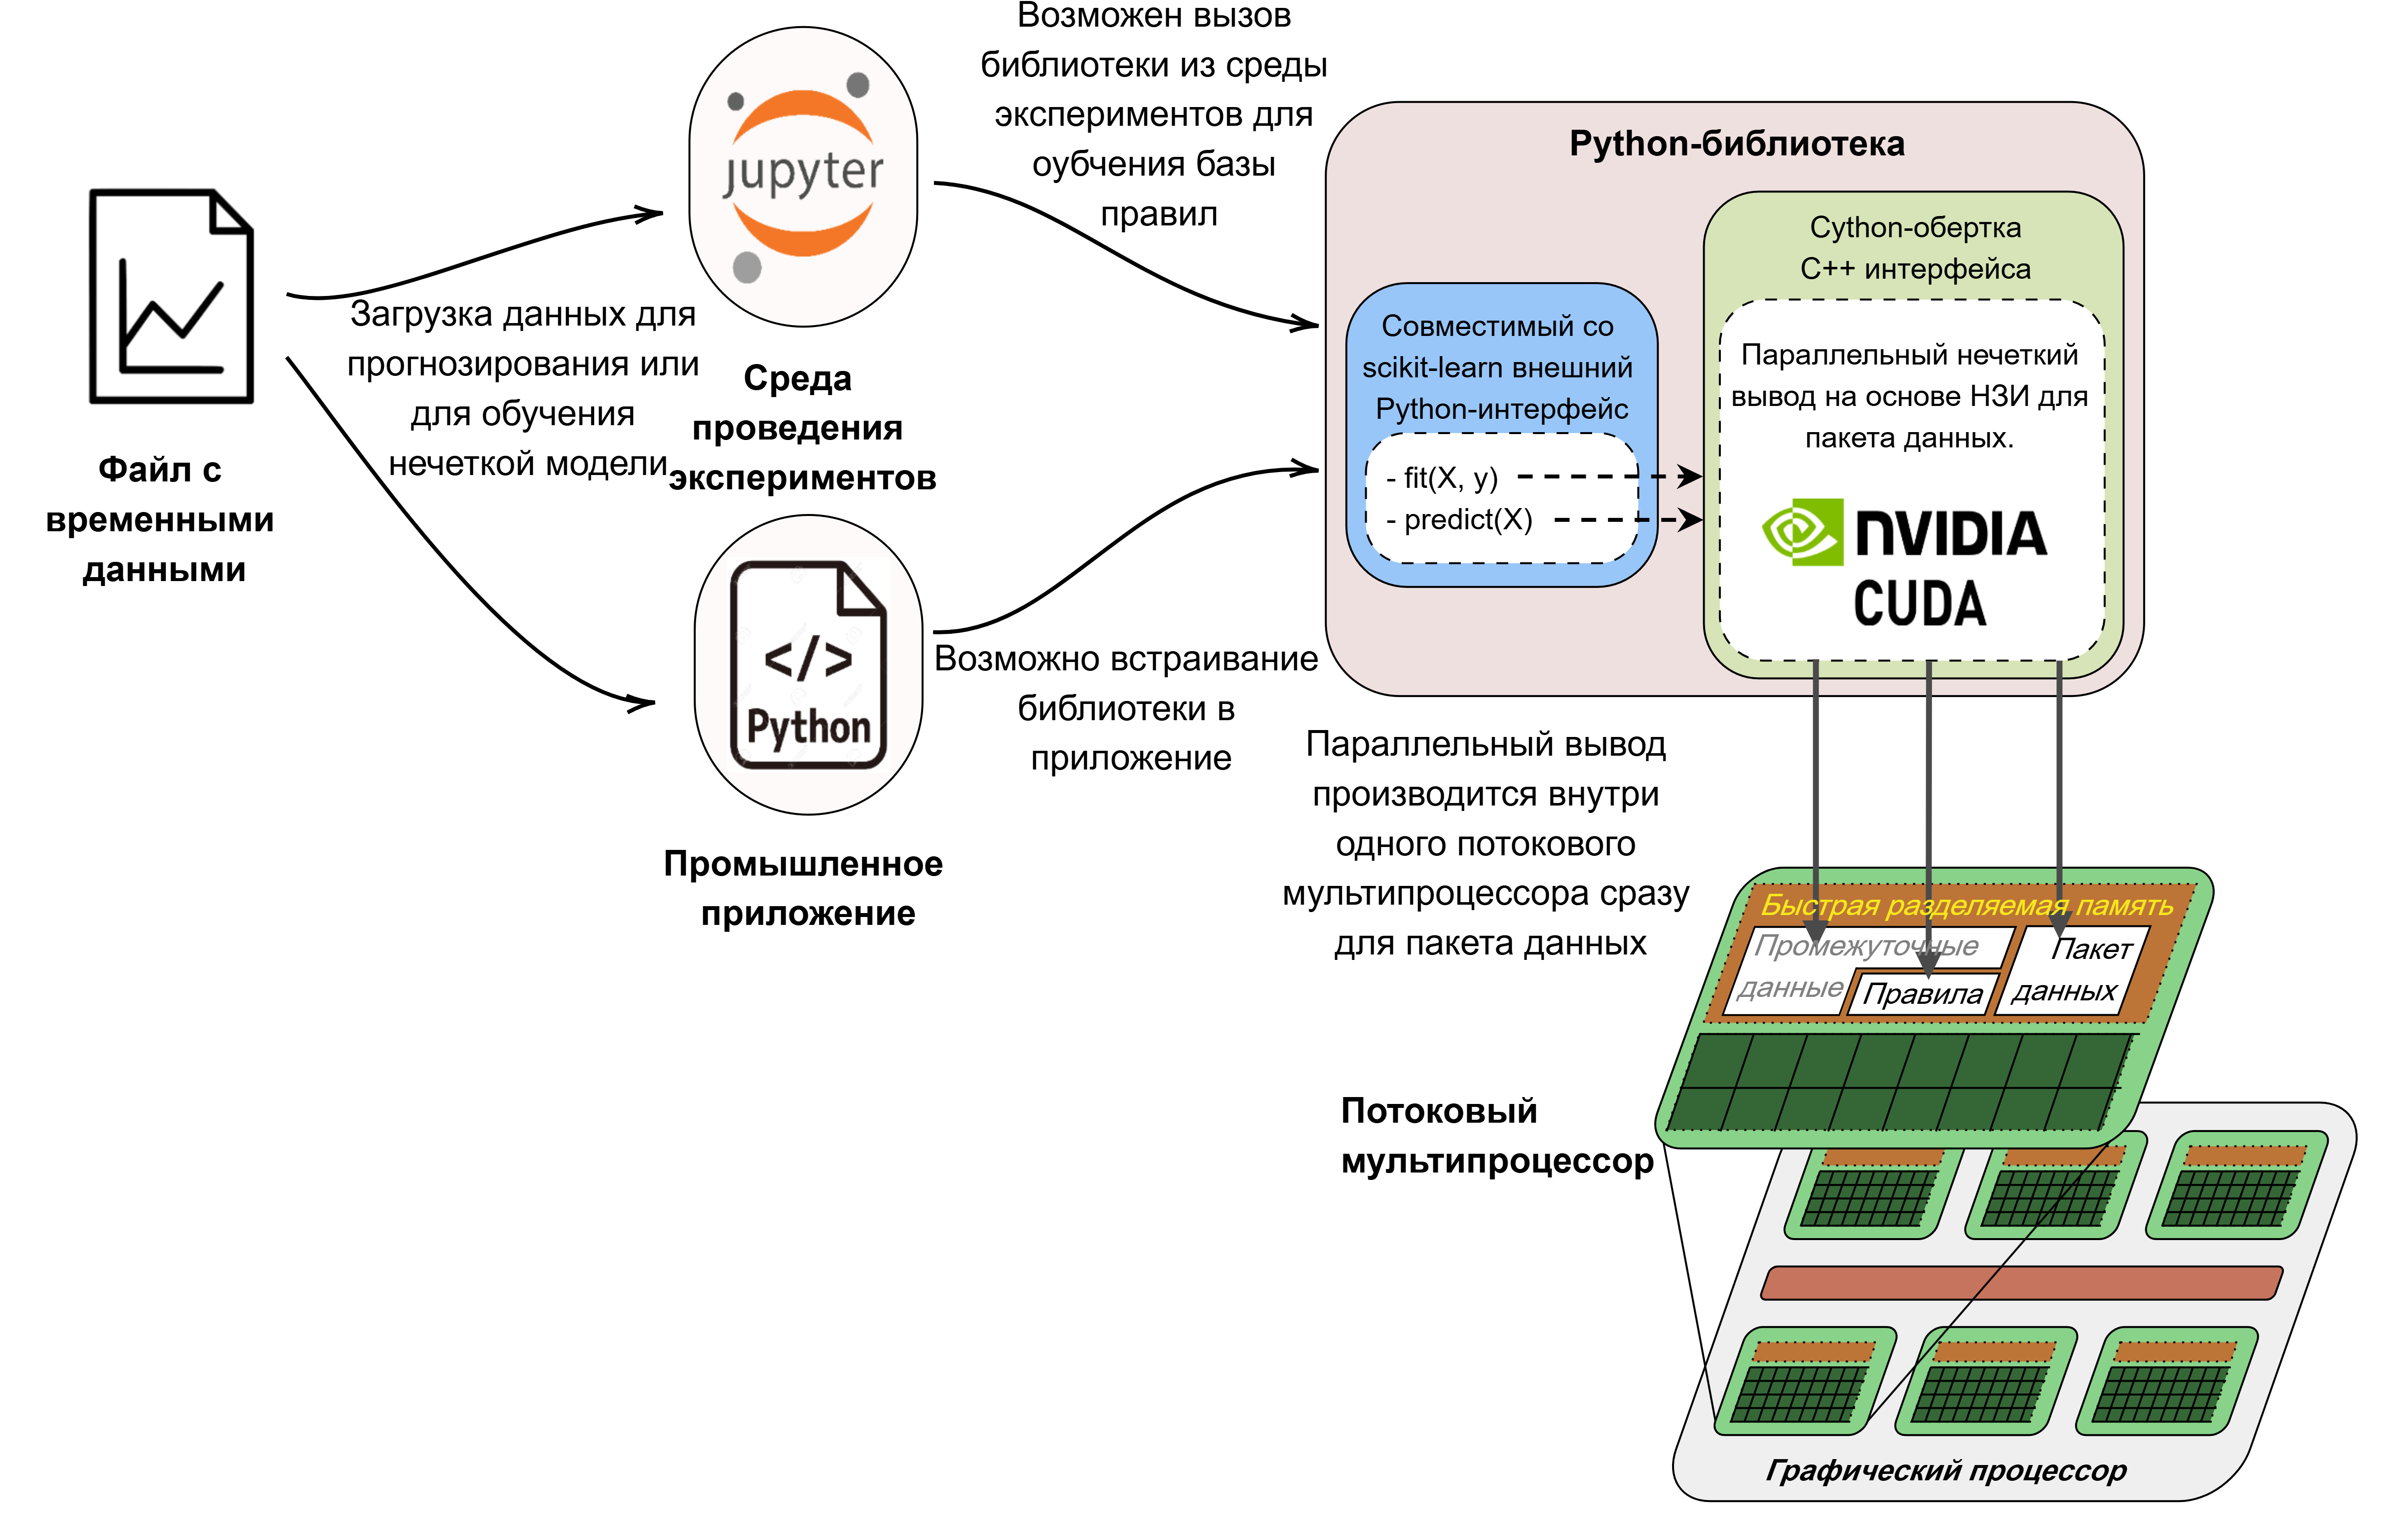 Файл с
временными
данными
Загрузка данных для
прогнозирования или
для обучения
нечеткой модели
jupyter
Среда
проведения
экспериментов
</>
Python
Промышленное
приложение
Возможен вызов
библиотеки из среды
экспериментов для
оубчения базы
правил
Возможно встраивание
библиотеки в
приложение
Python-библиотека
Совместимый со
scikit-learn внешний
Python-интерфейс
- fit(X, y)
- predict(X)
Cython-обертка
C++ интерфейса
Параллельный нечеткий
вывод на основе НЗИ для
пакета данных.
NVIDIA
CUDA
Параллельный вывод
производится внутри
одного потокового
мультипроцессора сразу
для пакета данных
Быстрая разделяемая память
Промежуточные
данные
Правила
Пакет
данных
Потоковый
мультипроцессор
Графический процессор